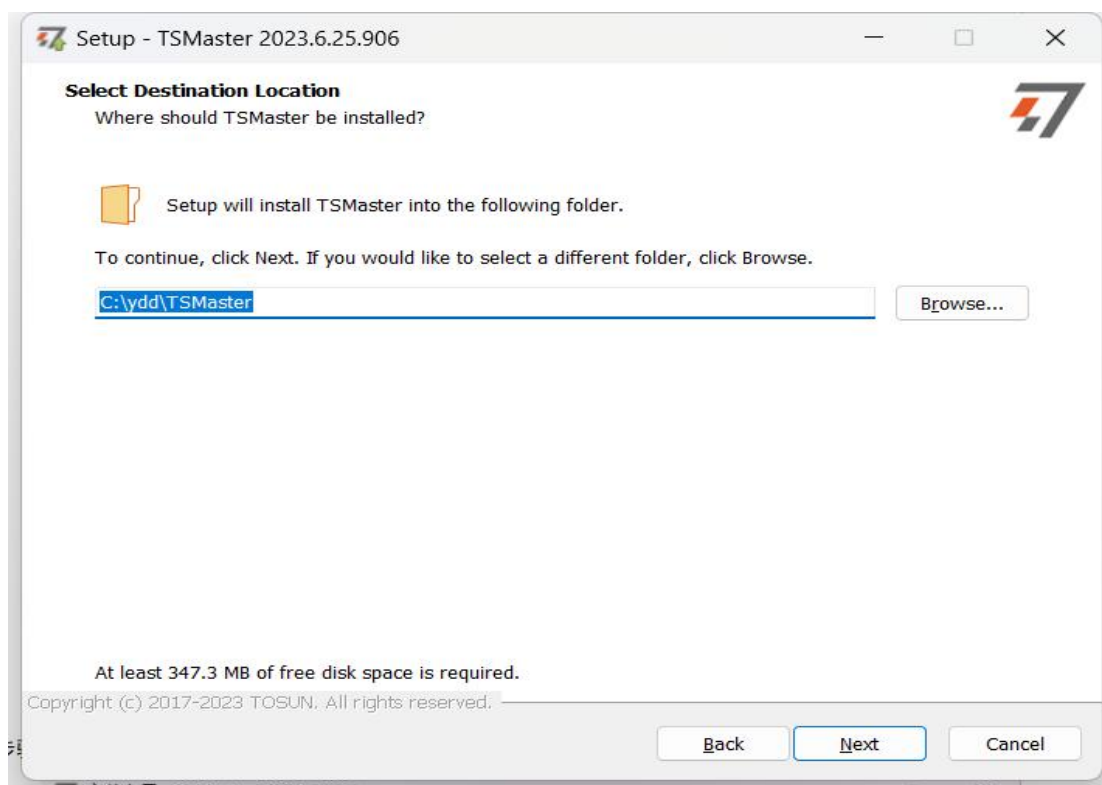 Setup - TSMaster 2023.6.25.906
Select Destination Location
Where should TSMaster be installed?
Setup will install TSMaster into the following folder.
To continue, click Next. If you would like to select a different folder, click Browse.
C:\ydd\TSMaster
Browse...
At least 347.3 MB of free disk space is required.
Copyright (c) 2017-2023 TOSUN. All rights reserved.
Back
Next
Cancel